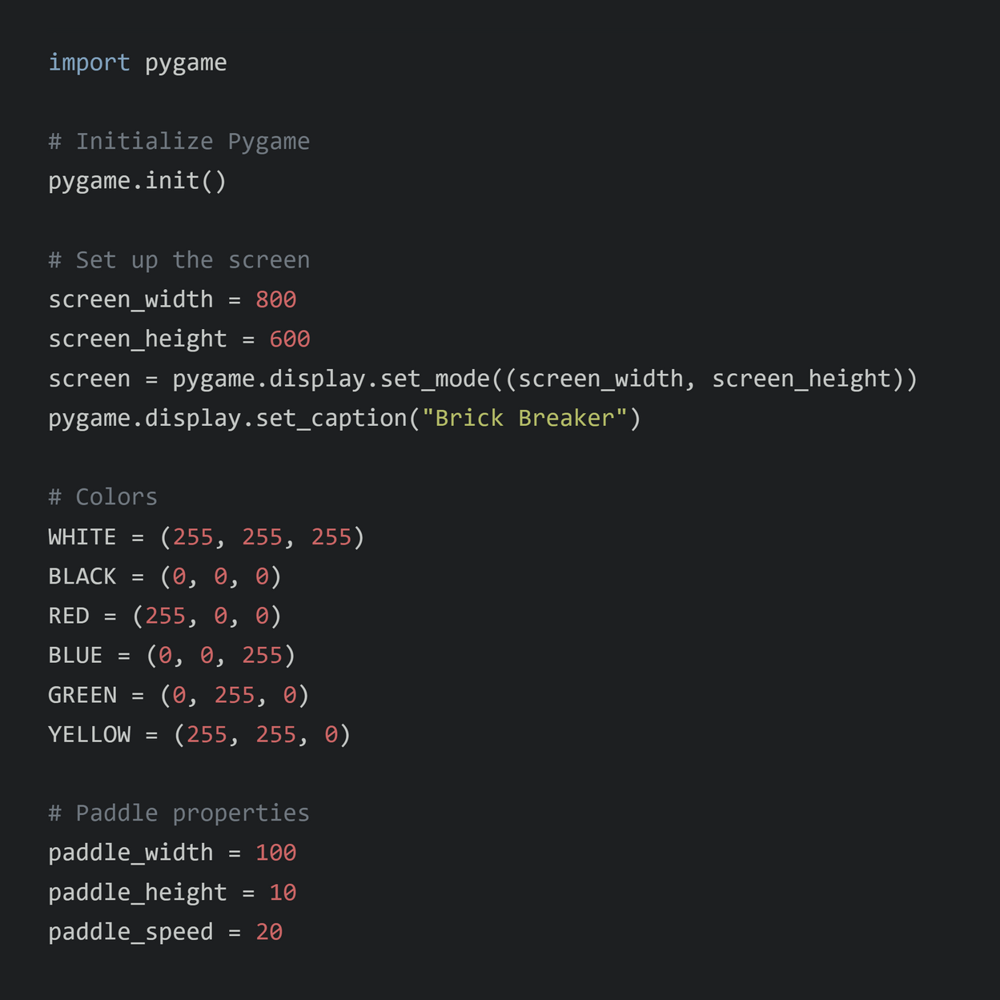 import pygame
# Initialize Pygame
pygame.init()
# Set up the screen
screen_width = 800
screen_height = 600
screen = pygame.display.set_mode((screen_width, screen_height))
pygame.display.set_caption("Brick Breaker")
# Colors
WHITE = (255, 255, 255)
BLACK = (0, 0, 0)
RED = (255, 0, 0)
BLUE = (0, 0, 255)
GREEN = (0, 255, 0)
YELLOW = (255, 255, 0)
# Paddle properties
paddle_width = 100
paddle_height = 10
paddle_speed = 20